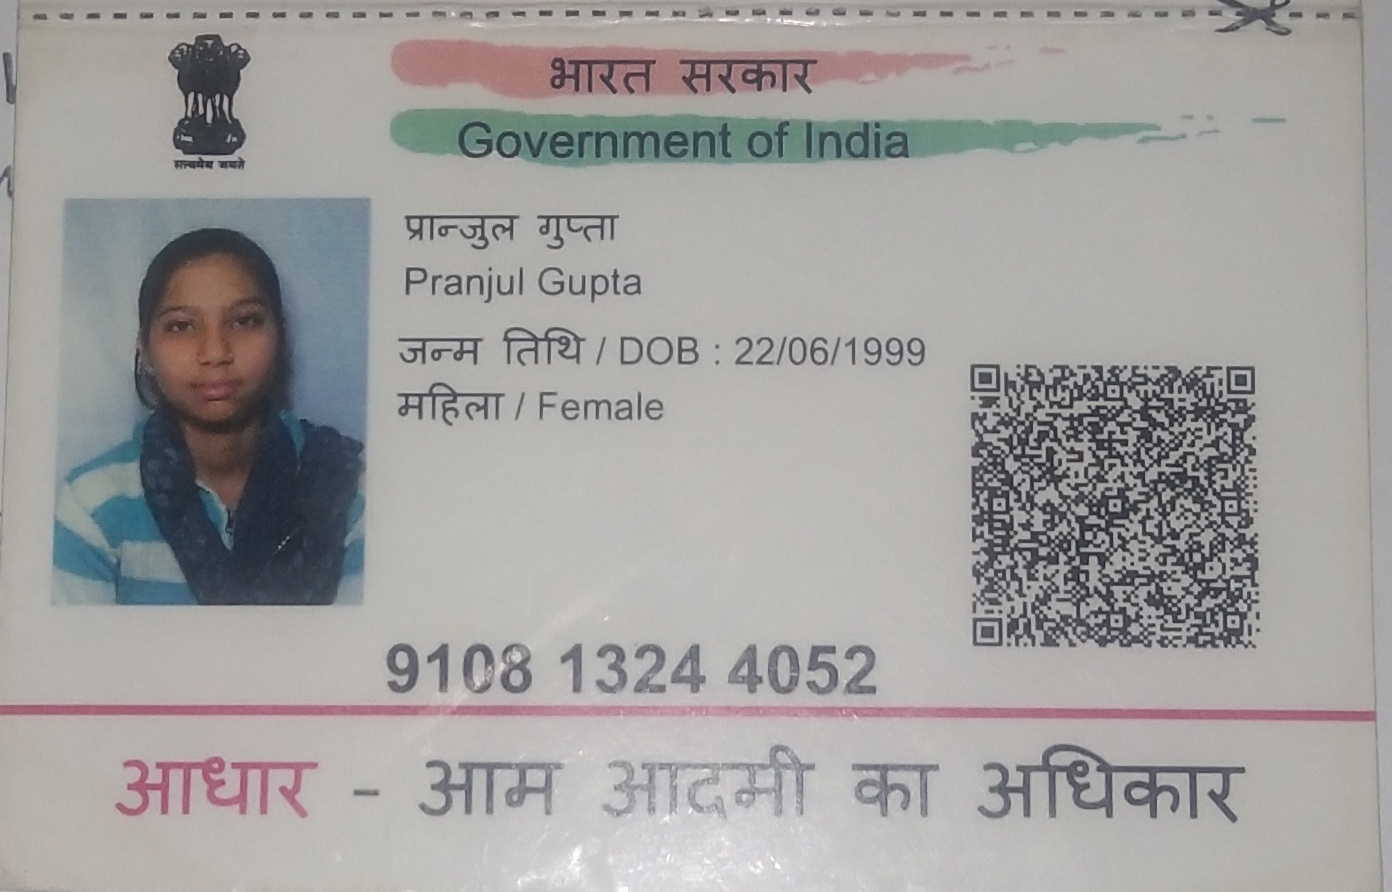 भारत सरकार
Government of India
सत्यमेव जयते
प्रान्जुल गुप्ता
Pranjul Gupta
जन्म तिथि / DOB : 22/06/1999
महिला / Female
9108 1324 4052
आधार - आम आदमी का अधिकार